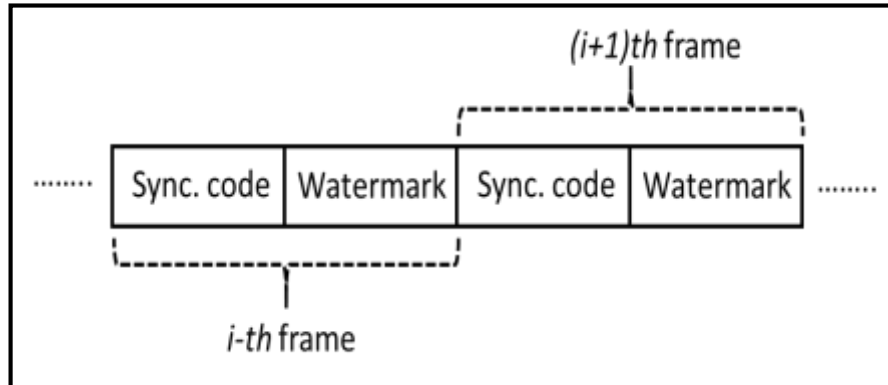 (i+1)th frame
........ Sync. code Watermark Sync. code Watermark ........
i-th frame